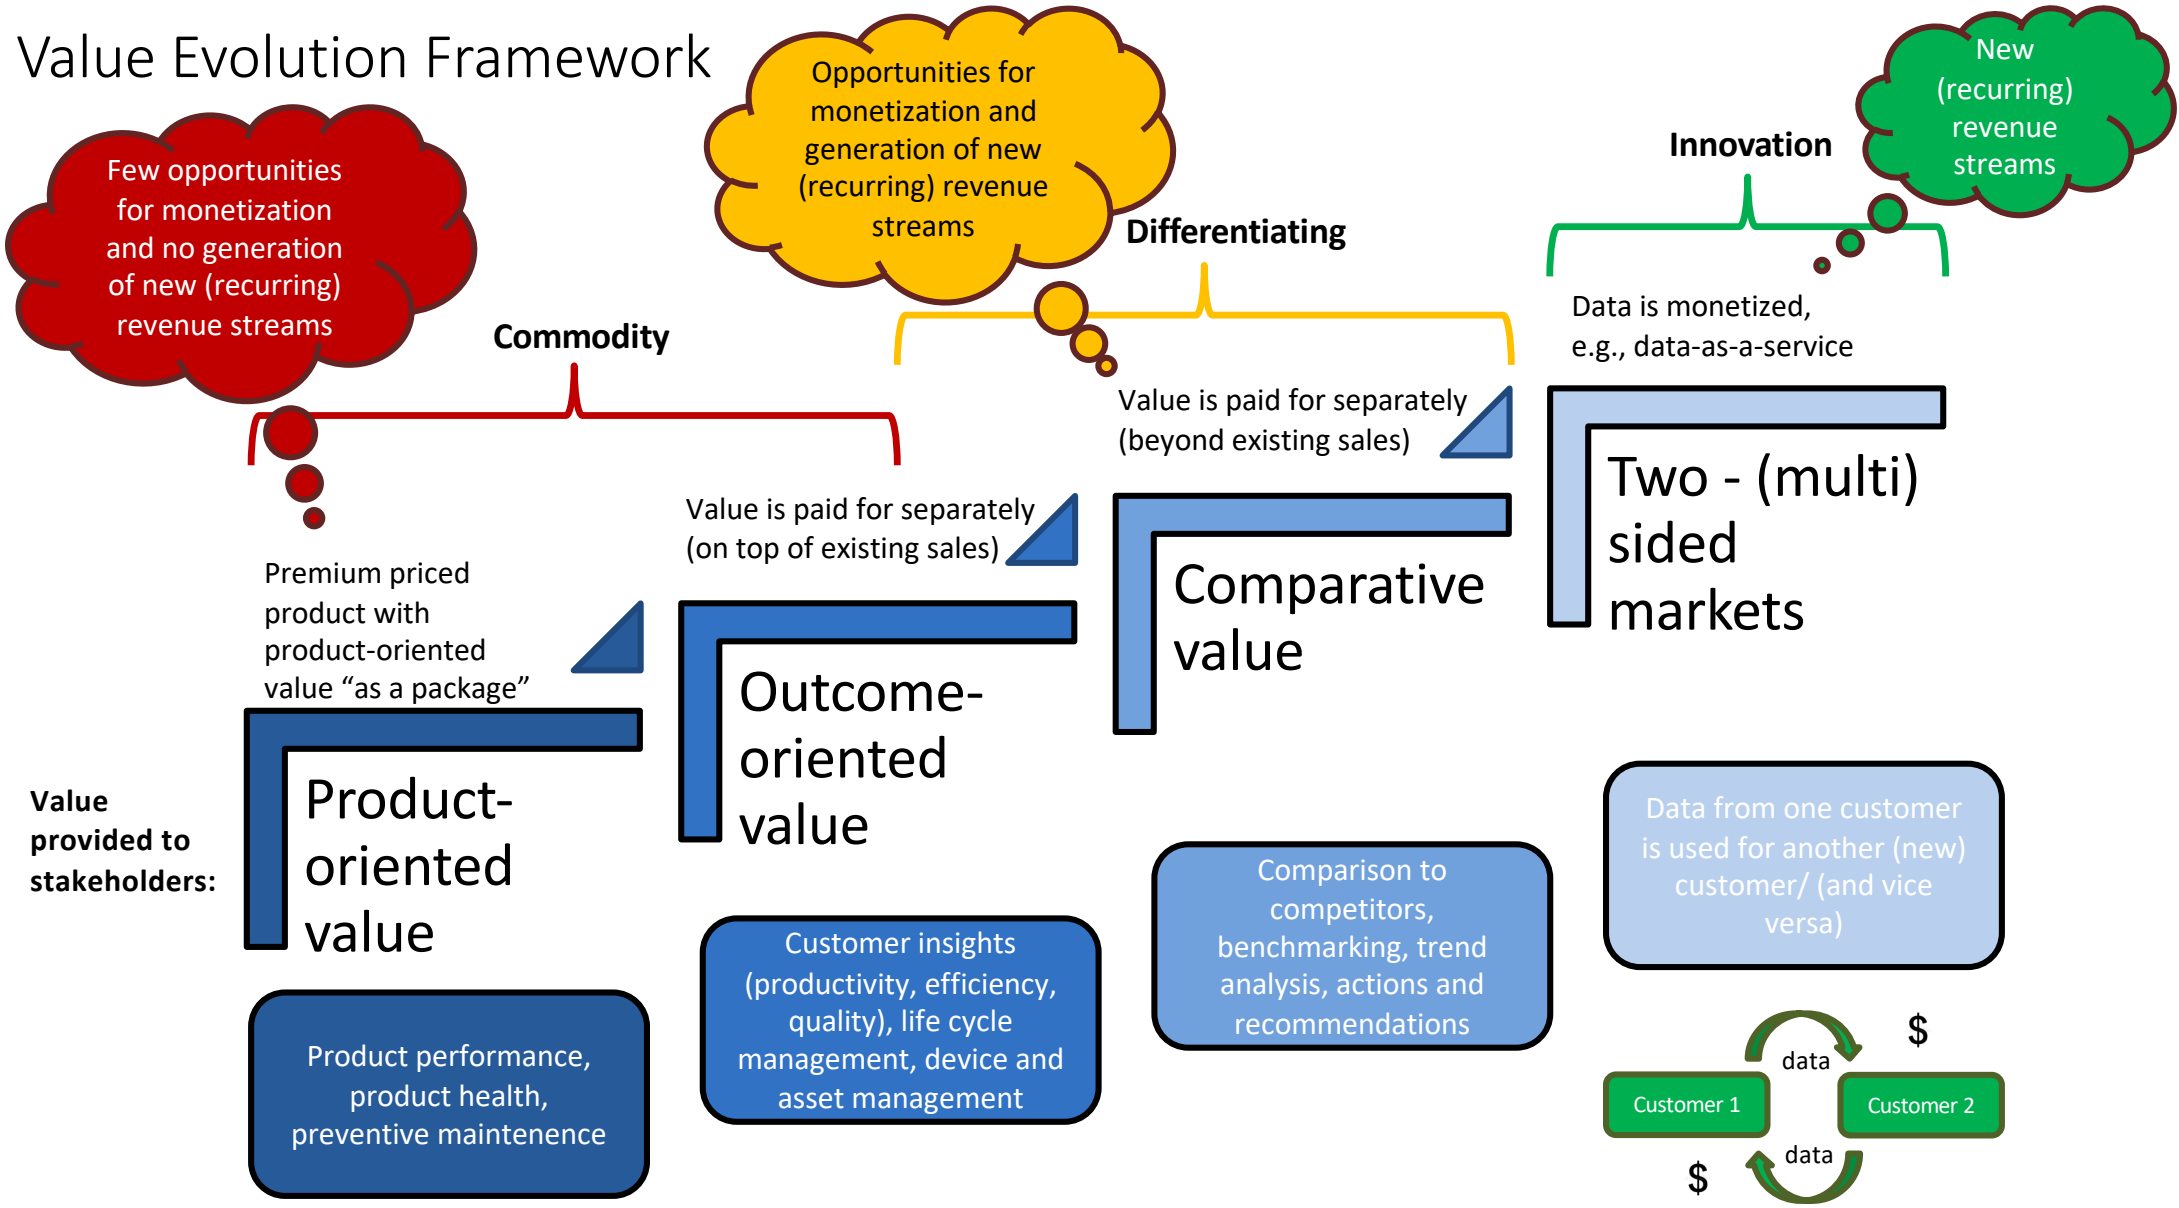 Value Evolution Framework
Few opportunities
for monetization
and no generation
of new (recurring)
revenue streams
Opportunities for
monetization and
generation of new
(recurring) revenue
streams
New
(recurring)
revenue
streams
Commodity
Differentiating
Innovation
Premium priced
product with
product-oriented
value “as a package”
Value is paid for separately
(on top of existing sales)
Value is paid for separately
(beyond existing sales)
Data is monetized,
e.g., data-as-a-service
Product-
oriented
value
Outcome-
oriented
value
Comparative
value
Two - (multi)
sided
markets
Value
provided to
stakeholders:
Product performance,
product health,
preventive maintenence
Customer insights
(productivity, efficiency,
quality), life cycle
management, device and
asset management
Comparison to
competitors,
benchmarking, trend
analysis, actions and
recommendations
Data from one customer
is used for another (new)
customer/ (and vice
versa)
$
data
Customer 1
Customer 2
data
$